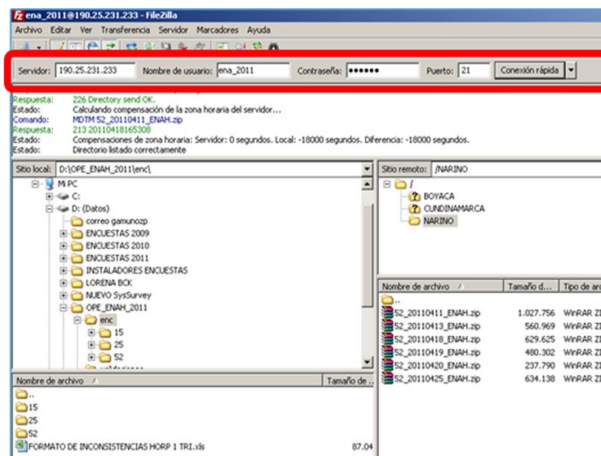 ena_2011@190.25.231.233 - FileZilla
Archivo Editar Ver Transferencia Servidor Marcadores Ayuda
Servidor: 190.25.231.233 Nombre de usuario: ena_2011 Contraseña: ●●●●●● Puerto: 21 Conexión rápida
Respuesta: 226 Directory send OK.
Estado: Calculando compensación de la zona horaria del servidor...
Comando: MDTM 52_20110411_ENAH.zip
Respuesta: 213 20110418165308
Estado: Compensaciones de zona horaria: Servidor: 0 segundos. Local: -18000 segundos. Diferencia: -18000 segundos.
Estado: Directorio listado correctamente
Sitio local: D:\OPE_ENAH_2011\enc\
Mi PC
C:
D: (Datos)
correo gamunozp
ENCUESTAS 2009
ENCUESTAS 2010
ENCUESTAS 2011
INSTALADORES ENCUESTAS
LORENA BCK
NUEVO SysSurvey
OPE_ENAH_2011
enc
15
25
52
Nombre de archivo Tamaño de ..
..
15
25
52
FORMATO DE INCONSISTENCIAS HORP 1 TRI.xls 87.04
Sitio remoto: /NARINO
/
BOYACA
CUNDINAMARCA
NARINO
Nombre de archivo Tamaño d... Tipo de arc
..
52_20110411_ENAH.zip 1.027.756 WinRAR ZI
52_20110413_ENAH.zip 560.969 WinRAR ZI
52_20110418_ENAH.zip 629.625 WinRAR ZI
52_20110419_ENAH.zip 480.302 WinRAR ZI
52_20110420_ENAH.zip 237.790 WinRAR ZI
52_20110425_ENAH.zip 634.138 WinRAR ZI